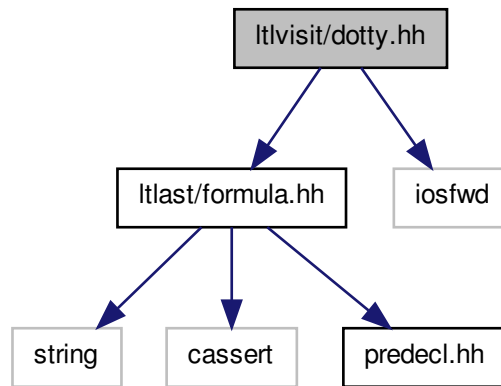 ltlvisit/dotty.hh
ltlast/formula.hh
iosfwd
string
cassert
predecl.hh